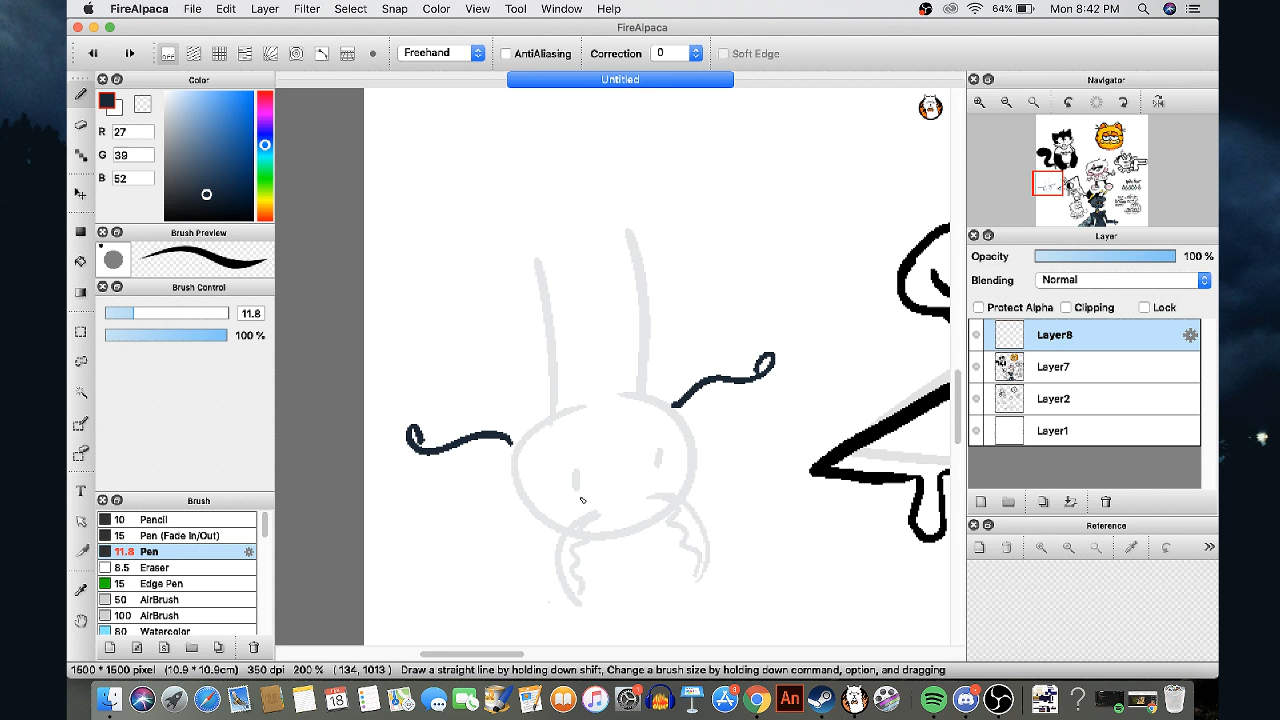 FireAlpaca File Edit Layer Filter Select Snap Color View Tool Window Help 64% Mon 8:42 PM
FireAlpaca
OFF Freehand AntiAliasing Correction 0 Soft Edge
Color Untitled Navigator
R 27
G 39
B 52
Brush Preview
Layer
Opacity 100 %
Blending Normal
Brush Control
Protect Alpha Clipping Lock
11.8
100 %
Layer8
Layer7
Layer2
Layer1
Brush
10 Pencil
15 Pen (Fade In/Out)
11.8 Pen
8.5 Eraser
15 Edge Pen
50 AirBrush
100 AirBrush
80 Watercolor
Reference
1500 * 1500 pixel (10.9 * 10.9cm) 350 dpi 200 % (134, 1013) Draw a straight line by holding down shift, Change a brush size by holding down command, option, and dragging
18
3
An